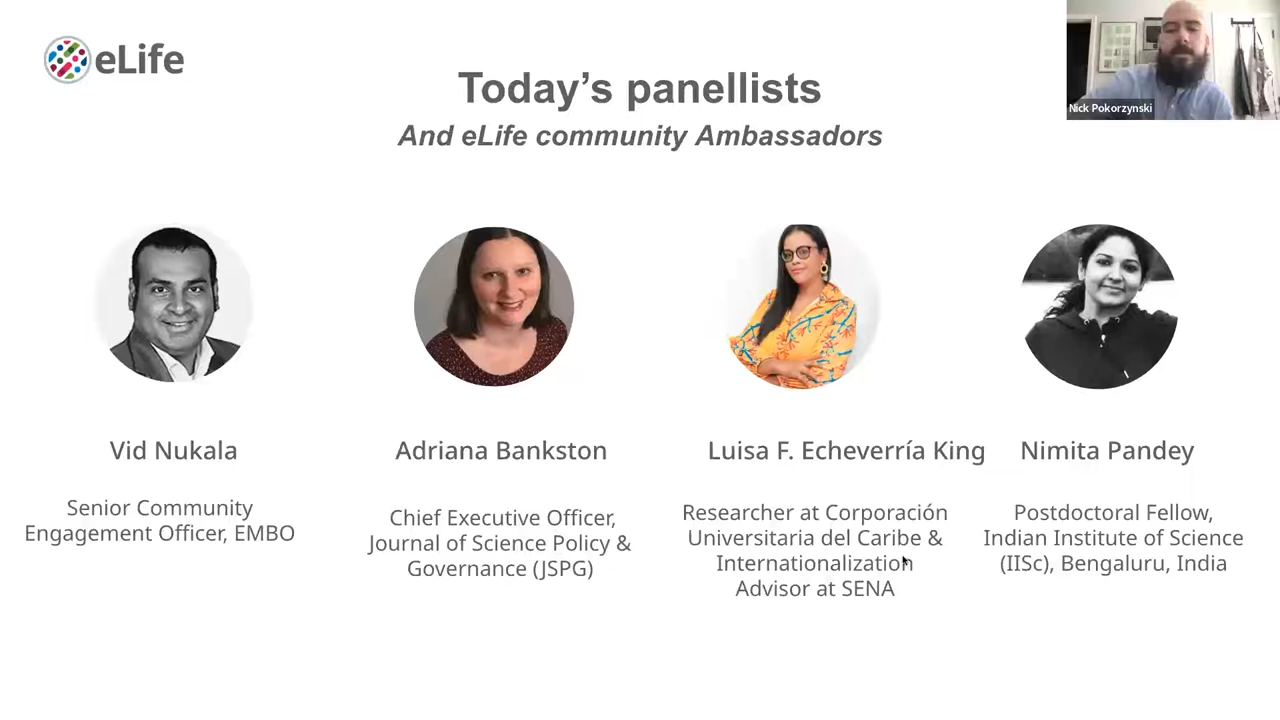 eLife
Today's panellists
And eLife community Ambassadors
Nick Pokorzynski
Vid Nukala
Senior Community
Engagement Officer, EMBO
Adriana Bankston
Chief Executive Officer,
Journal of Science Policy &
Governance (JSPG)
Luisa F. Echeverría King
Researcher at Corporación
Universitaria del Caribe &
Internationalization
Advisor at SENA
Nimita Pandey
Postdoctoral Fellow,
Indian Institute of Science
(IISc), Bengaluru, India